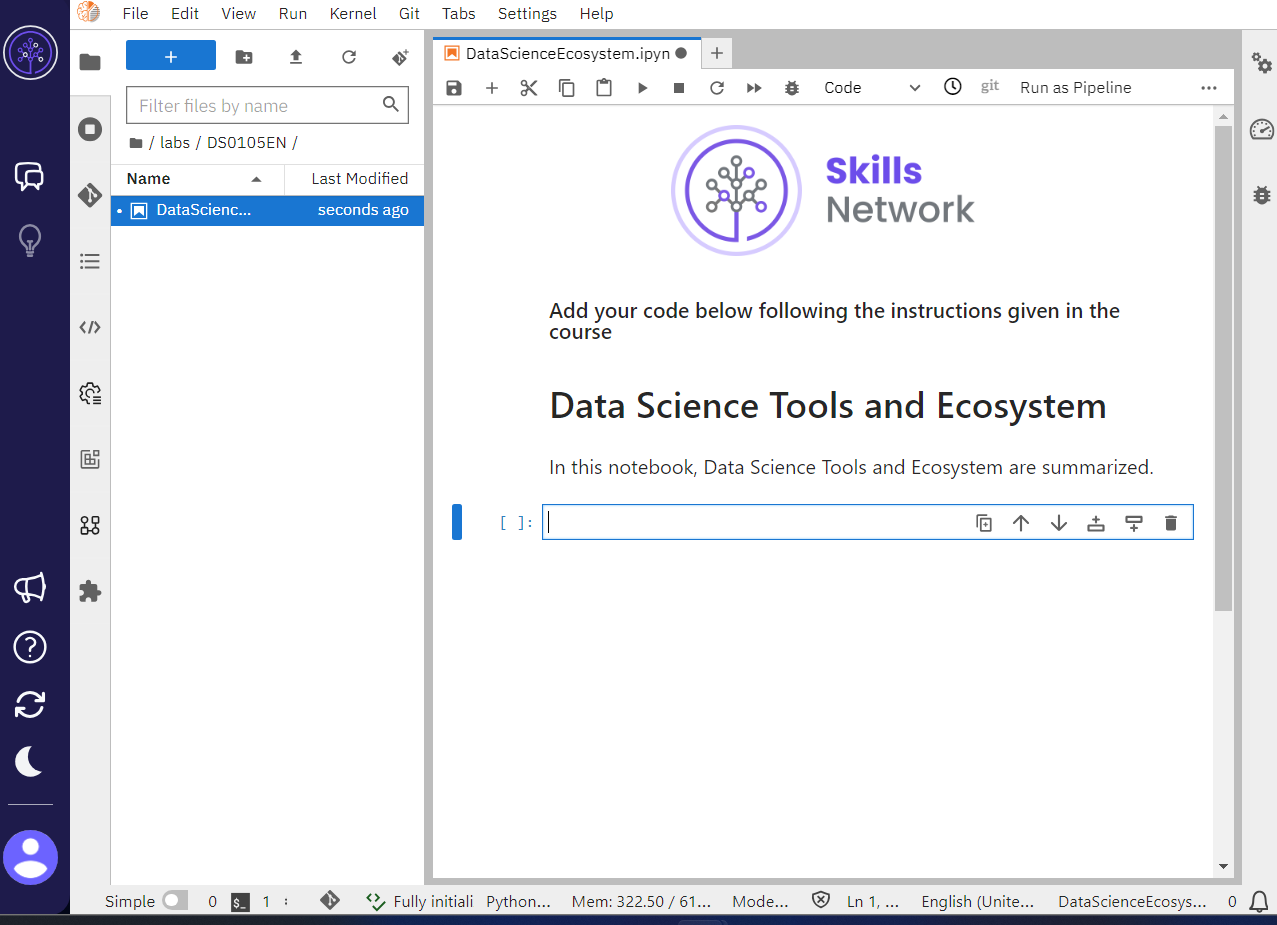 File Edit View Run Kernel Git Tabs Settings Help
+
Filter files by name
/ labs / DS0105EN /
Name Last Modified
DataScienc... seconds ago
DataScienceEcosystem.ipyn
+
Code git Run as Pipeline ...
Skills
Network
Add your code below following the instructions given in the
course
Data Science Tools and Ecosystem
In this notebook, Data Science Tools and Ecosystem are summarized.
[ ]:
Simple 0 $_ 1 : Fully initiali Python... Mem: 322.50 / 61... Mode... Ln 1, ... English (Unite... DataScienceEcosys... 0